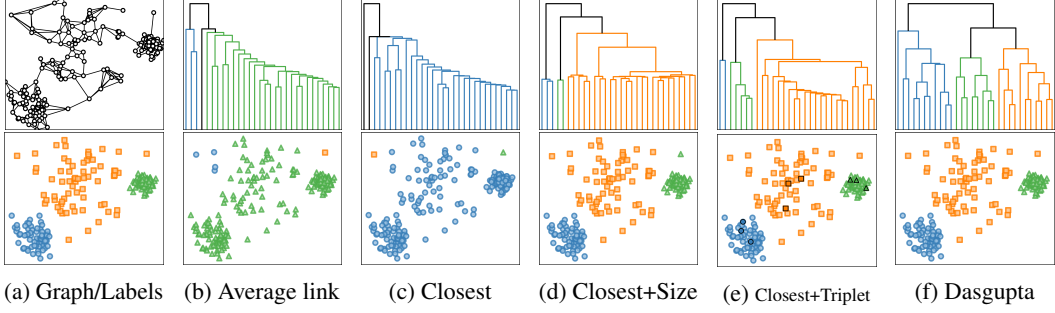 (a) Graph/Labels (b) Average link (c) Closest (d) Closest+Size (e) Closest+Triplet (f) Dasgupta